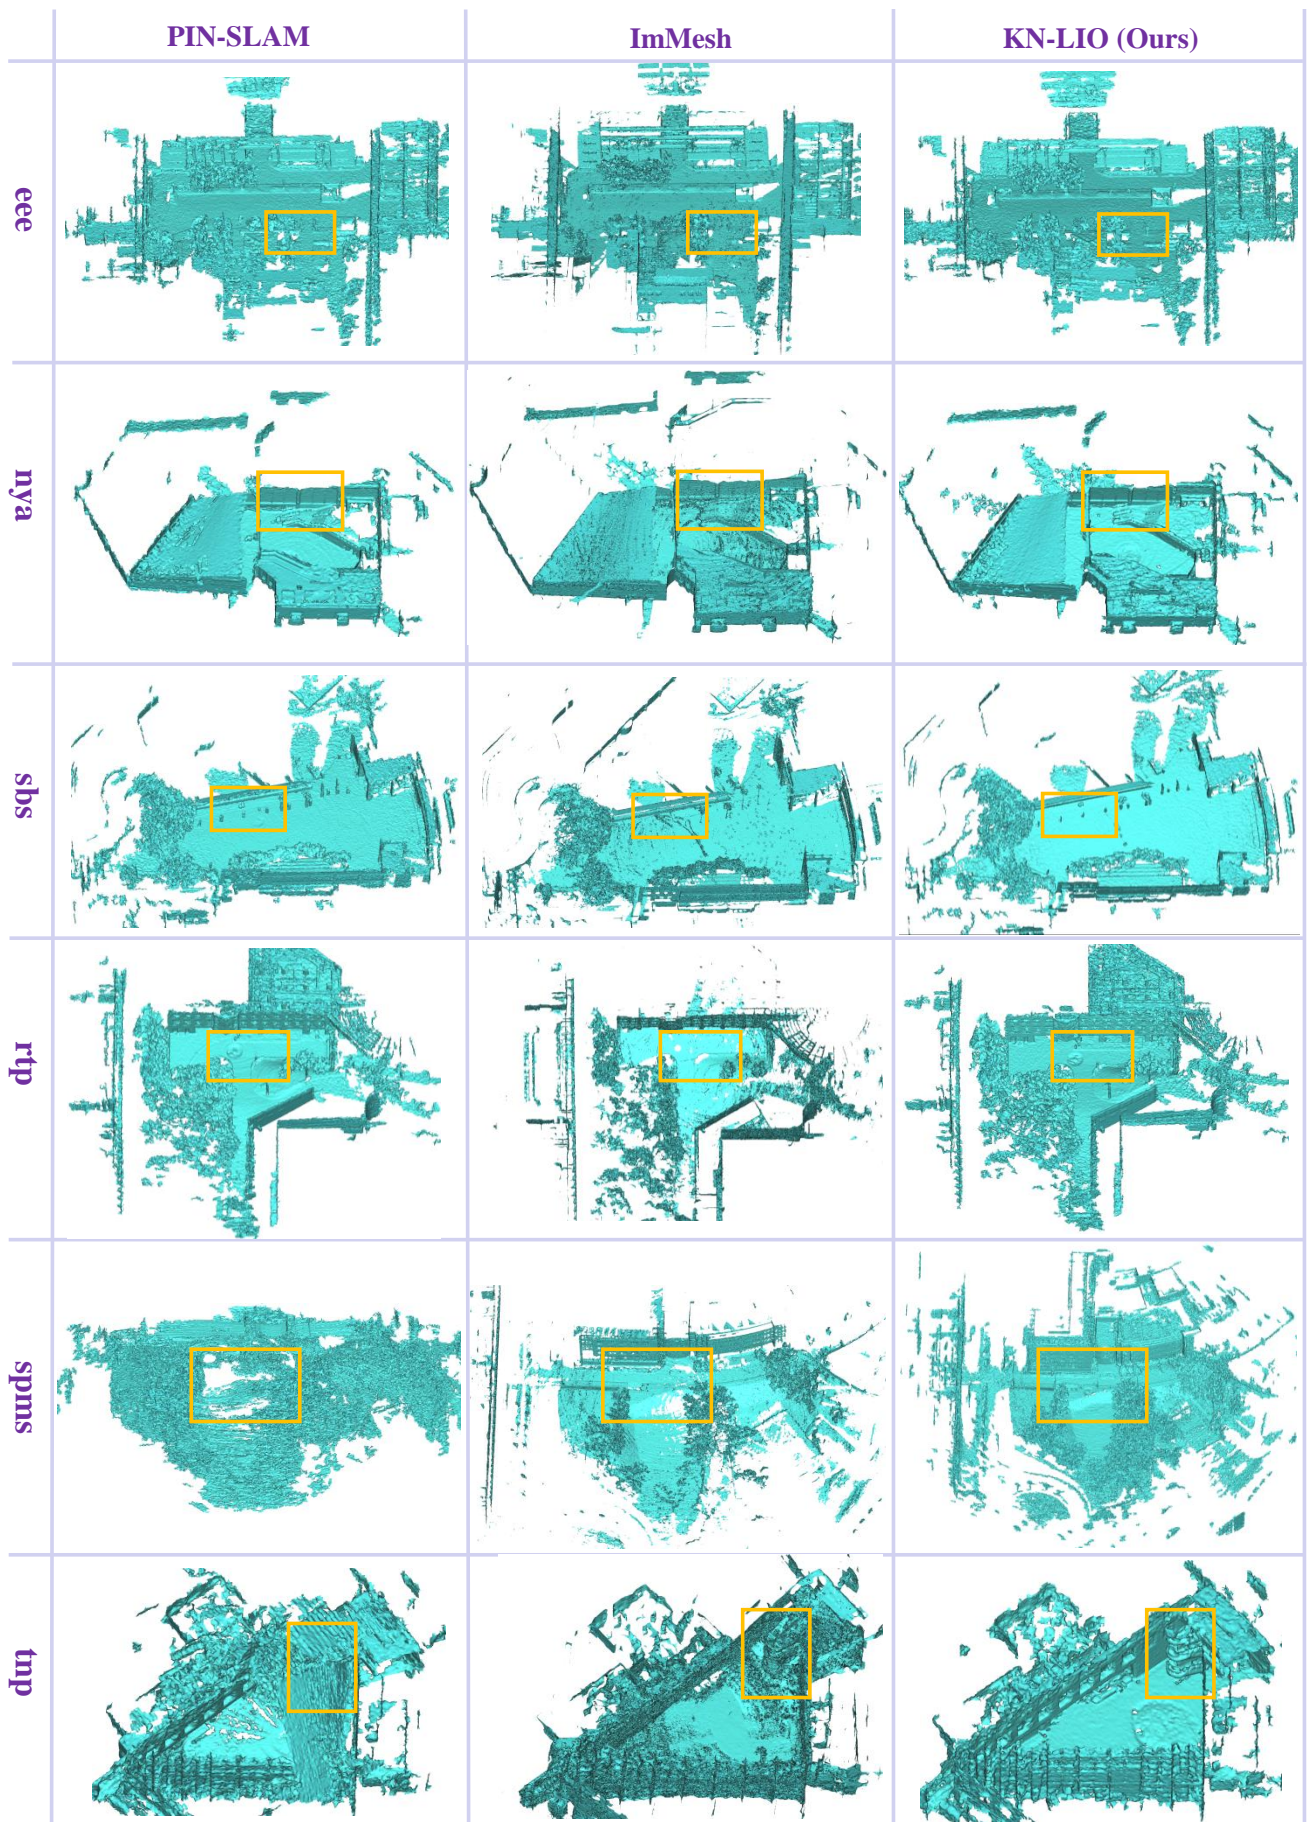 PIN-SLAM
ImMesh
KN-LIO (Ours)
eee
nya
sbs
rtp
spms
tnp